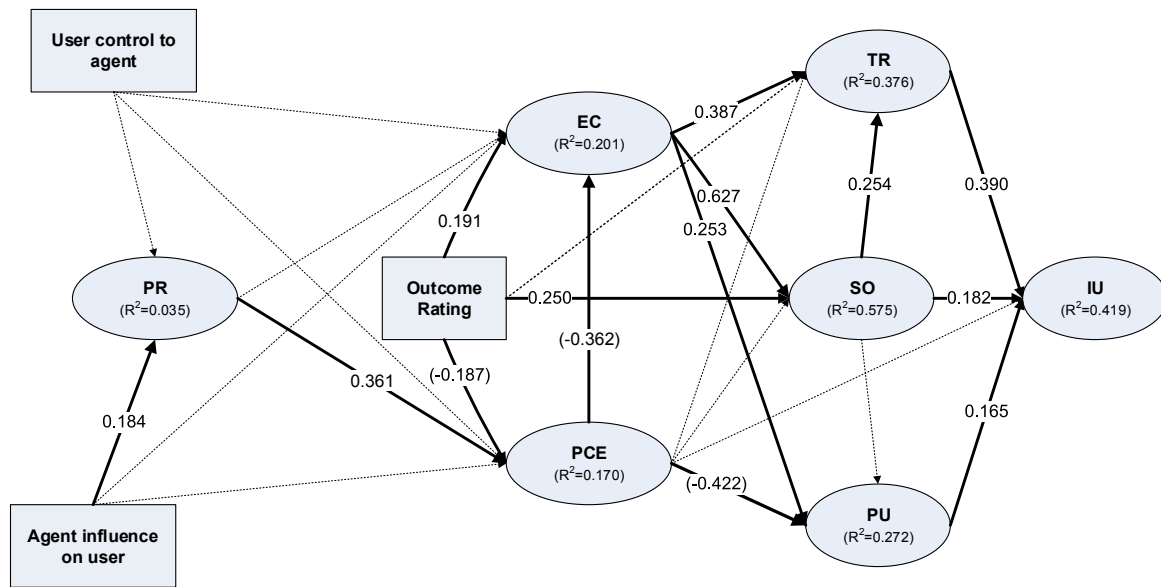 User control to
agent
TR
(R²=0.376)
EC
(R²=0.201)
0.387
0.627
0.254
0.390
0.191
0.253
PR
(R²=0.035)
Outcome
Rating
0.250
SO
(R²=0.575)
0.182
IU
(R²=0.419)
(-0.362)
0.361
(-0.187)
0.184
0.165
PCE
(R²=0.170)
(-0.422)
PU
(R²=0.272)
Agent influence
on user